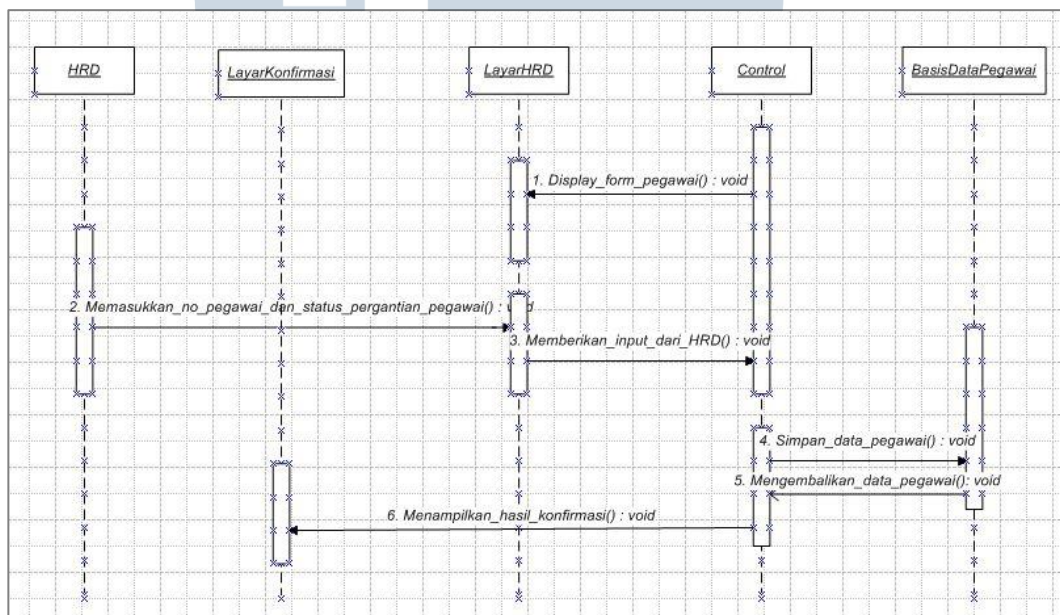 HRD
LayarKonfirmasi
LayarHRD
Control
BasisDataPegawai
1. Display_form_pegawai() : void
2. Memasukkan_no_pegawai_dan_status_pergantian_pegawai() : void
3. Memberikan_input_dari_HRD() : void
4. Simpan_data_pegawai() : void
5. Mengembalikan_data_pegawai(): void
6. Menampilkan_hasil_konfirmasi() : void